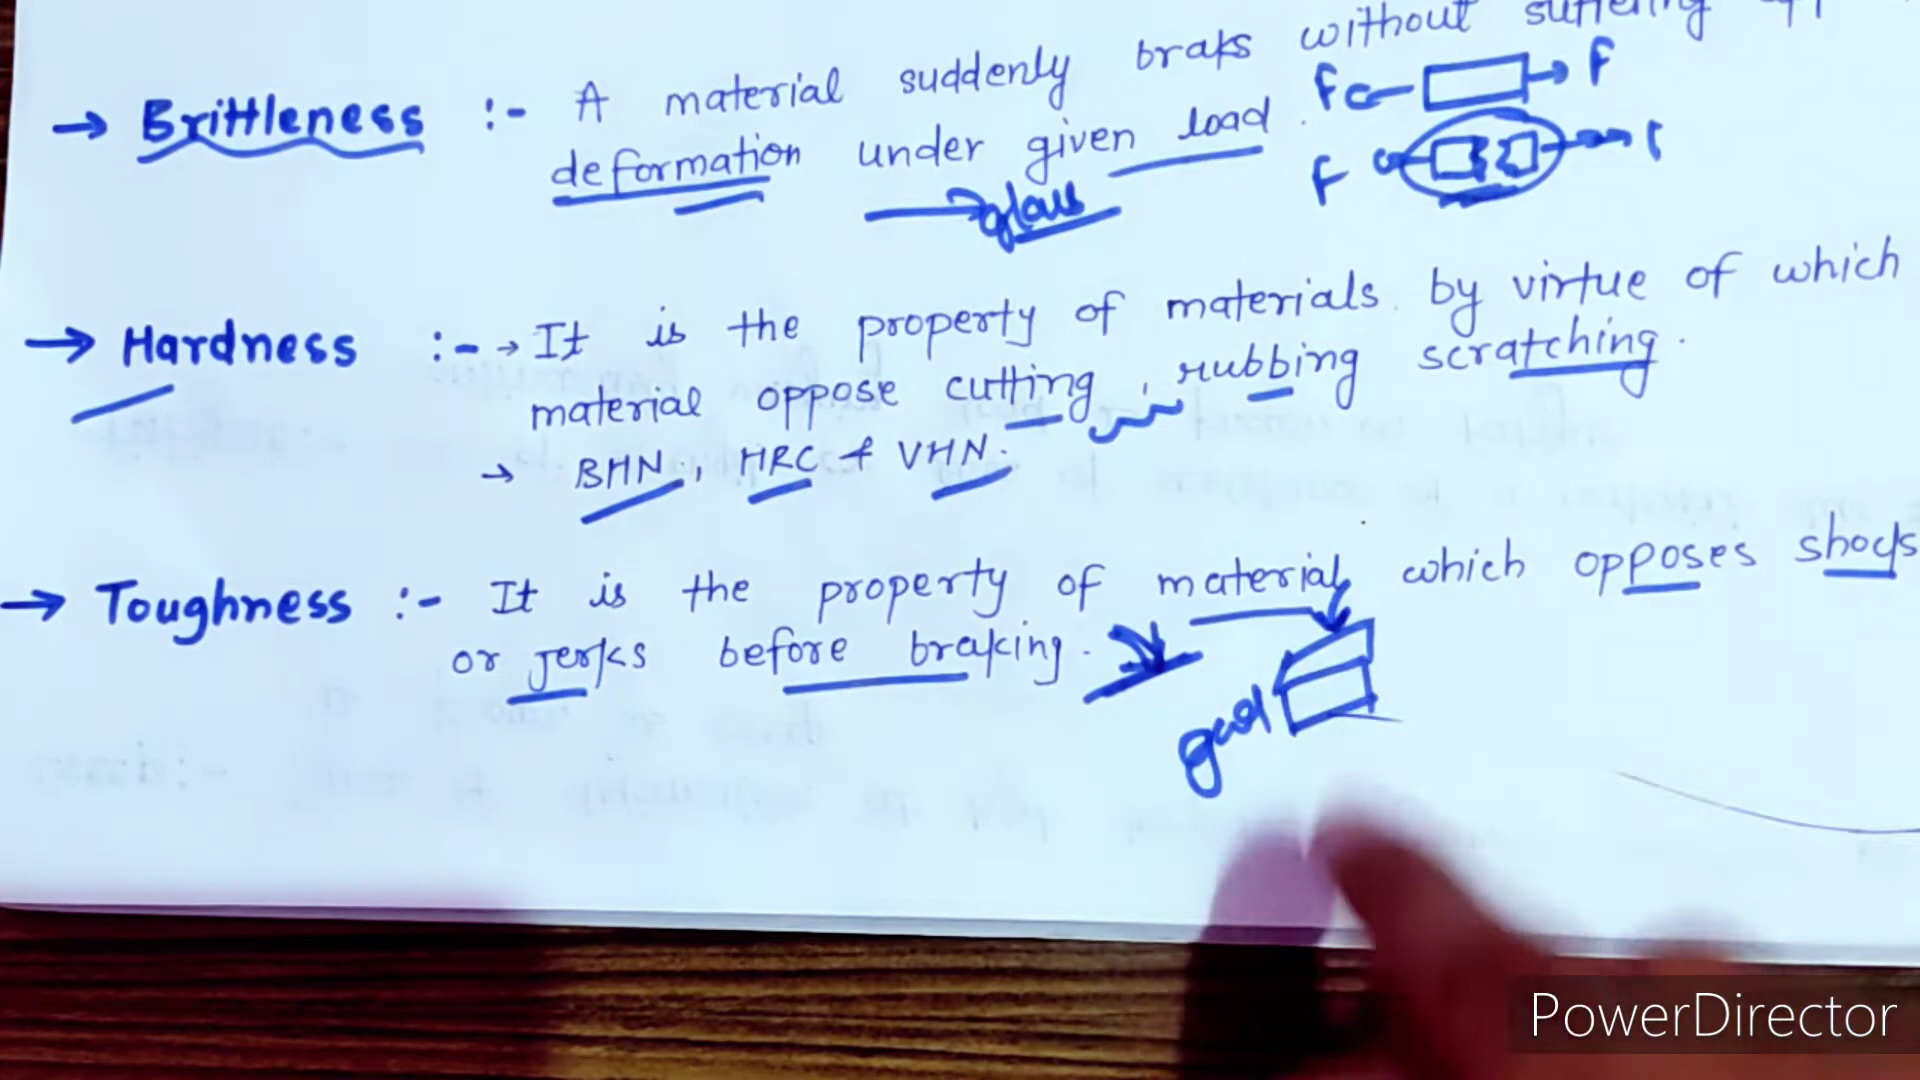 → Brittleness :- A material suddenly braks without suffering
F F
deformation under given load.
F F
→ glass
→ Hardness :- → It is the property of materials by virtue of which
material oppose cutting, rubbing scratching.
→ BHN., HRC & VHN.
→ Toughness :- It is the property of material which opposes shocks
or jerks before braking.
PowerDirector